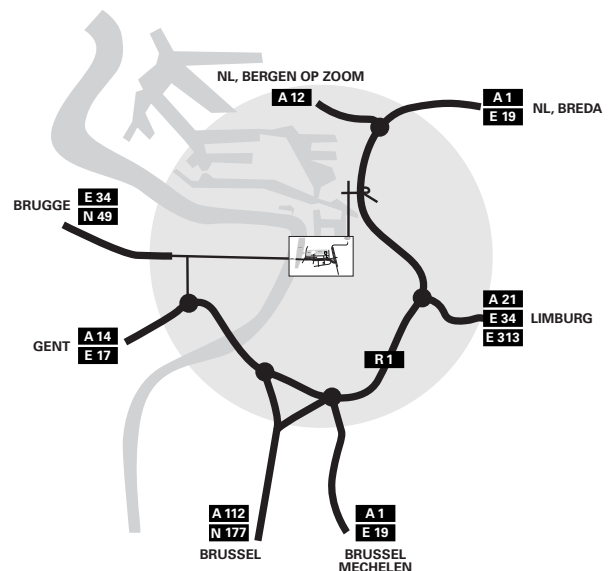 NL, BERGEN OP ZOOM
A 12
A 1
E 19
NL, BREDA
BRUGGE
E 34
N 49
A 21
E 34
E 313
LIMBURG
GENT
A 14
E 17
R 1
A 112
N 177
BRUSSEL
A 1
E 19
BRUSSEL
MECHELEN